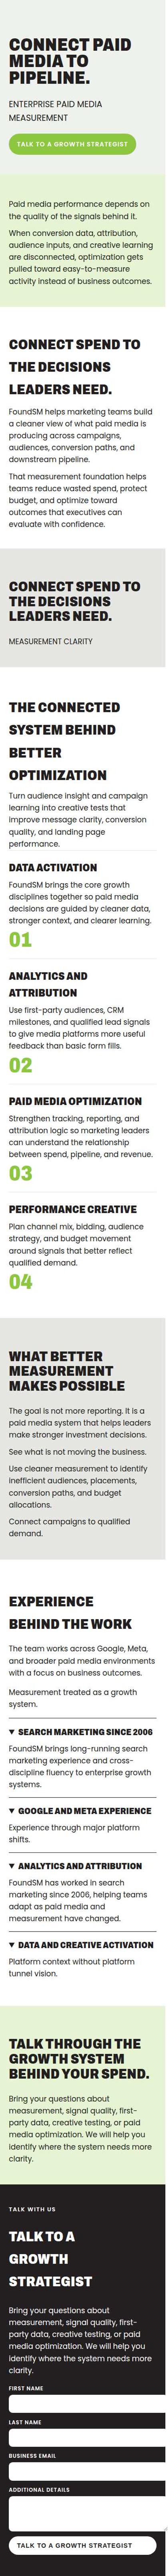 CONNECT PAID
MEDIA TO
PIPELINE.
ENTERPRISE PAID MEDIA
MEASUREMENT
TALK TO A GROWTH STRATEGIST
Paid media performance depends on
the quality of the signals behind it.
When conversion data, attribution,
audience inputs, and creative learning
are disconnected, optimization gets
pulled toward easy-to-measure
activity instead of business outcomes.
CONNECT SPEND TO
THE DECISIONS
LEADERS NEED.
FoundSM helps marketing teams build
a clearer view of what paid media is
producing across campaigns,
audiences, conversion paths, and
downstream pipeline.
That measurement foundation helps
teams reduce wasted spend, protect
budget, and optimize toward
outcomes that executives can
evaluate with confidence.
CONNECT SPEND TO
THE DECISIONS
LEADERS NEED.
MEASUREMENT CLARITY
THE CONNECTED
SYSTEM BEHIND
BETTER
OPTIMIZATION
Turn audience insight and campaign
learning into creative tests that
improve message clarity, conversion
quality, and landing page
performance.
DATA ACTIVATION
FoundSM brings the core growth
disciplines together so paid media
decisions are guided by cleaner data,
stronger context, and clearer learning.
01
ANALYTICS AND
ATTRIBUTION
Use first-party audiences, CRM
milestones, and qualified lead signals
to give media platforms more useful
feedback than basic form fills.
02
PAID MEDIA OPTIMIZATION
Strengthen tracking, reporting, and
attribution logic so marketing leaders
can understand the relationship
between spend, pipeline, and revenue.
03
PERFORMANCE CREATIVE
Plan channel mix, bidding, audience
strategy, and budget movement
around signals that better reflect
qualified demand.
04
WHAT BETTER
MEASUREMENT
MAKES POSSIBLE
The goal is not more reporting. It is a
paid media system that helps leaders
make stronger investment decisions.
See what is not moving the business.
Use cleaner measurement to identify
inefficient audiences, placements,
conversion paths, and budget
allocations.
Connect campaigns to qualified
demand.
EXPERIENCE
BEHIND THE WORK
The team works across Google, Meta,
and broader paid media environments
with a focus on business outcomes.
Measurement treated as a growth
system.
▼ SEARCH MARKETING SINCE 2006
FoundSM brings long-running search
marketing experience and cross-
discipline fluency to enterprise growth
systems.
▼ GOOGLE AND META EXPERIENCE
Experience through major platform
shifts.
▼ ANALYTICS AND ATTRIBUTION
FoundSM has worked in search
marketing since 2006, helping teams
adapt as paid media and
measurement have changed.
▼ DATA AND CREATIVE ACTIVATION
Platform context without platform
tunnel vision.
TALK THROUGH THE
GROWTH SYSTEM
BEHIND YOUR SPEND.
Bring your questions about
measurement, signal quality, first-
party data, creative testing, or paid
media optimization. We will help you
identify where the system needs more
clarity.
TALK WITH US
TALK TO A
GROWTH
STRATEGIST
Bring your questions about
measurement, signal quality, first-
party data, creative testing, or paid
media optimization. We will help you
identify where the system needs more
clarity.
FIRST NAME
LAST NAME
BUSINESS EMAIL
ADDITIONAL DETAILS
TALK TO A GROWTH STRATEGIST